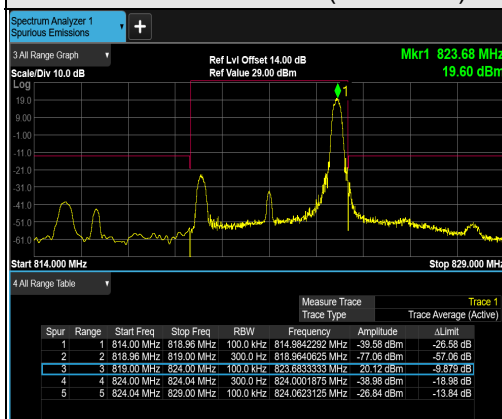 Spectrum Analyzer 1
Spurious Emissions
+
3 All Range Graph
Ref Lvl Offset 14.00 dB
Mkr1 823.68 MHz
Scale/Div 10.0 dB
Ref Value 29.00 dBm
19.60 dBm
Log
1
19.0
9.00
-1.00
-11.0
-21.0
-31.0
-41.0
-51.0
-61.0
Start 814.000 MHz
Stop 829.000 MHz
4 All Range Table
Measure Trace Trace 1
Trace Type Trace Average (Active)
Spur Range Start Freq Stop Freq RBW Frequency Amplitude ΔLimit
1 1 814.00 MHz 818.96 MHz 100.0 kHz 814.9842292 MHz -39.58 dBm -26.58 dB
2 2 818.96 MHz 819.00 MHz 300.0 Hz 818.9640625 MHz -77.06 dBm -57.06 dB
3 3 819.00 MHz 824.00 MHz 100.0 kHz 823.6833333 MHz 20.12 dBm -9.879 dB
4 4 824.00 MHz 824.04 MHz 300.0 Hz 824.0001875 MHz -38.98 dBm -18.98 dB
5 5 824.04 MHz 829.00 MHz 100.0 kHz 824.0623125 MHz -26.84 dBm -13.84 dB